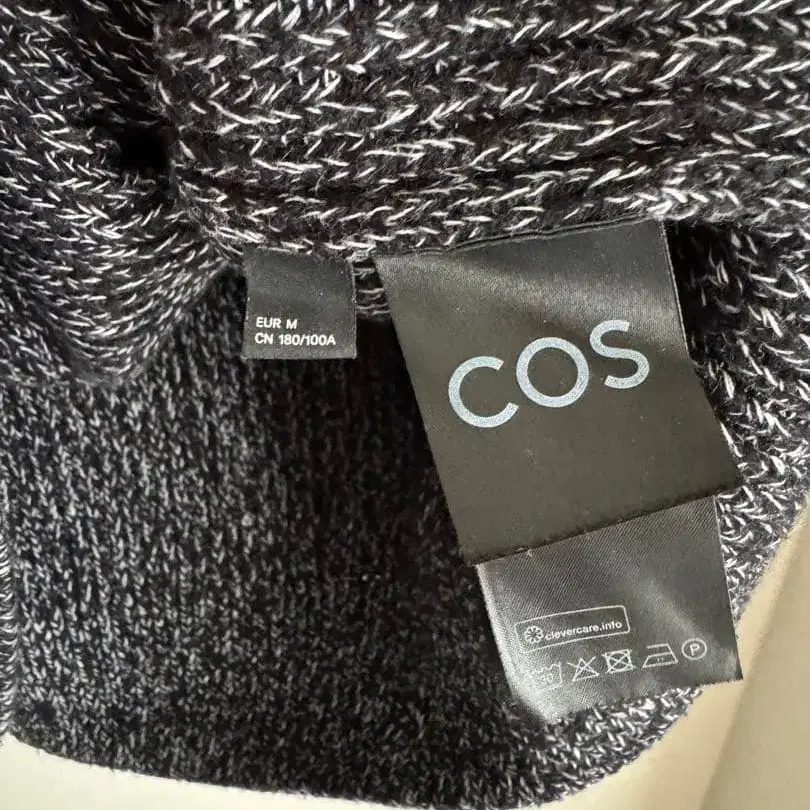 EUR M
CN 180/100A
COS
clevercare.info
P